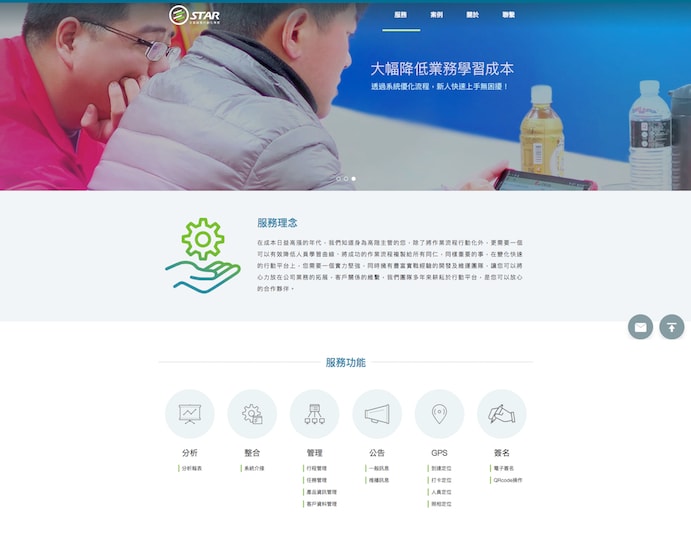 STAR
服務 案例 關於 聯繫
大幅降低業務學習成本
透過系統優化流程，新人快速上手無困擾！
服務理念
在成本日益高漲的年代，我們知道身為高階主管的您，除了將作業流程行動化外，更需要一個
可以有效降低人員學習曲線，將成功的作業流程複製給所有同仁，同樣重要的事，在變化快速
的行動平台上，您需要一個實力堅強，同時擁有豐富實戰經驗的開發及維運團隊，讓您可以將
心力放在公司業務的拓展，客戶關係的維繫，我們團隊多年來耕耘於行動平台，是您可以放心
的合作夥伴。
服務功能
分析 整合 管理 公告 GPS 簽名
分析報表 系統介接 行程管理 一般訊息 到達定位 電子簽名
任務管理 推播訊息 打卡定位 QRcode操作
產品資訊管理 人員定位
客戶資料管理 照相定位